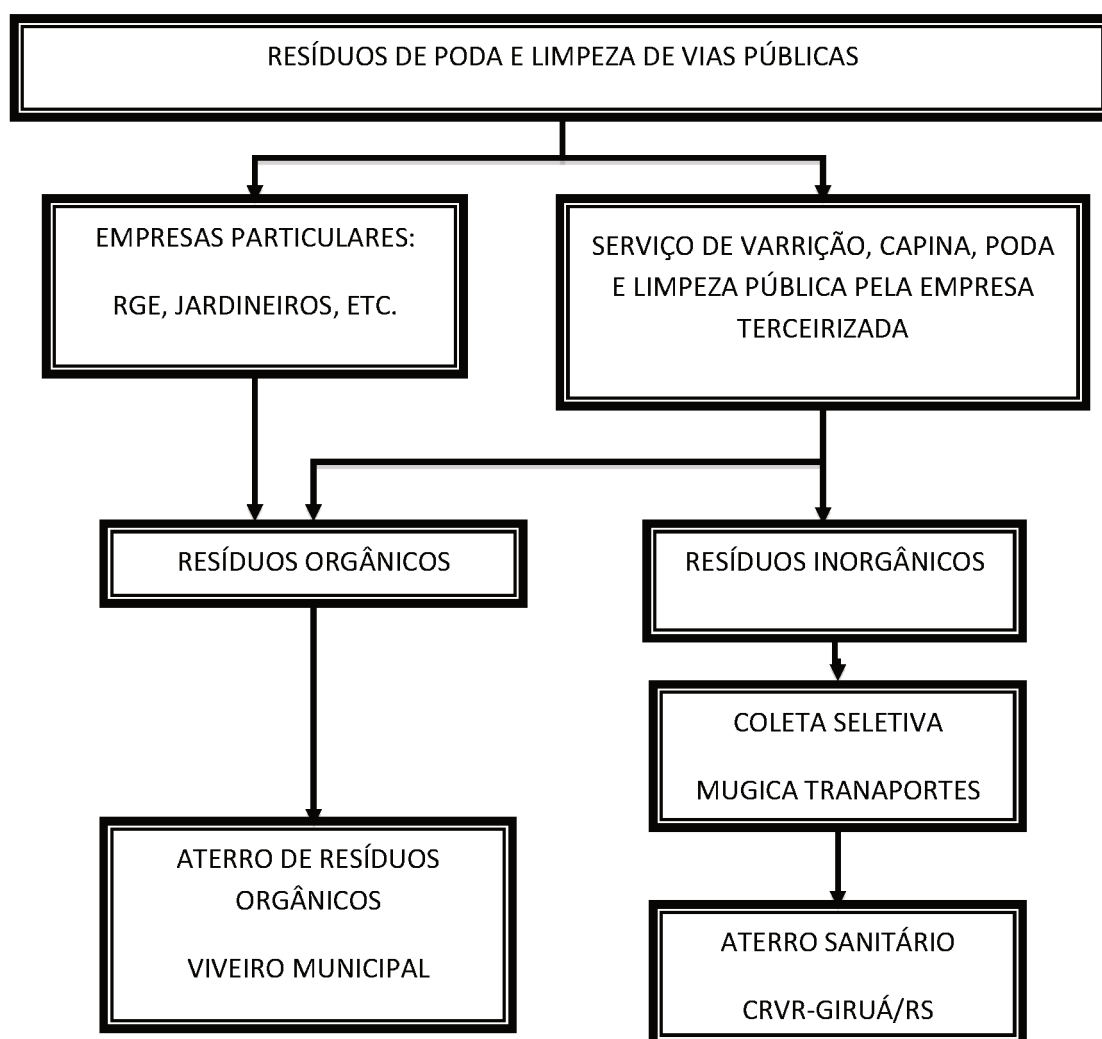 RESÍDUOS DE PODA E LIMPEZA DE VIAS PÚBLICAS
EMPRESAS PARTICULARES:
RGE, JARDINEIROS, ETC.
SERVIÇO DE VARRIÇÃO, CAPINA, PODA
E LIMPEZA PÚBLICA PELA EMPRESA
TERCEIRIZADA
RESÍDUOS ORGÂNICOS
RESÍDUOS INORGÂNICOS
COLETA SELETIVA
MUGICA TRANAPORTES
ATERRO DE RESÍDUOS
ORGÂNICOS
VIVEIRO MUNICIPAL
ATERRO SANITÁRIO
CRVR-GIRUÁ/RS